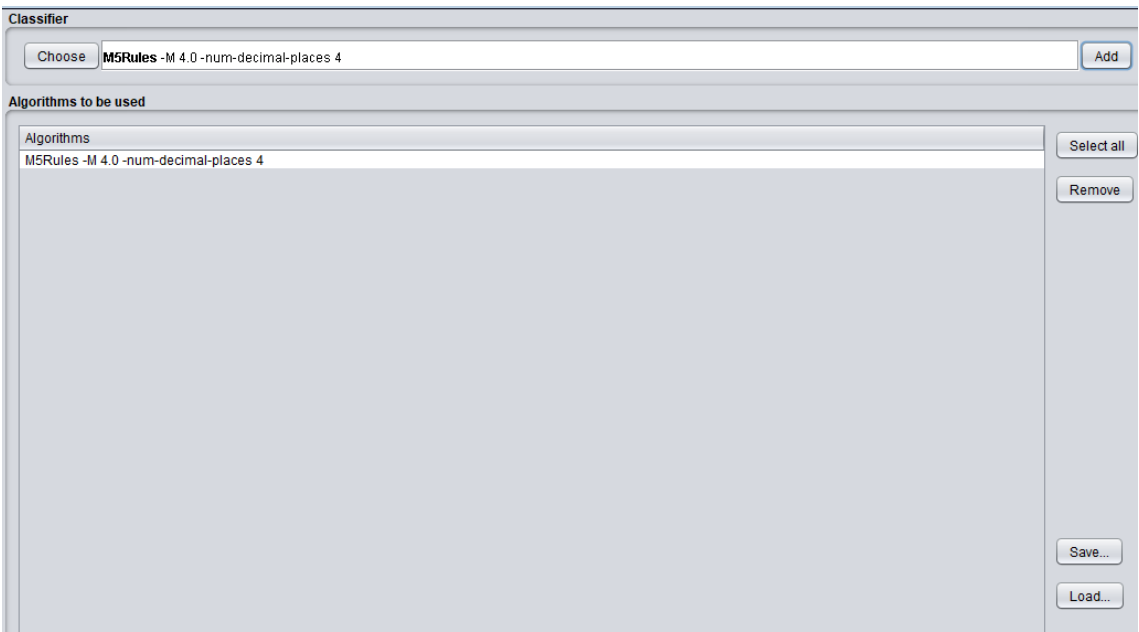 Classifier
Choose M5Rules -M 4.0 -num-decimal-places 4 Add
Algorithms to be used
Algorithms
M5Rules -M 4.0 -num-decimal-places 4
Select all
Remove
Save...
Load...